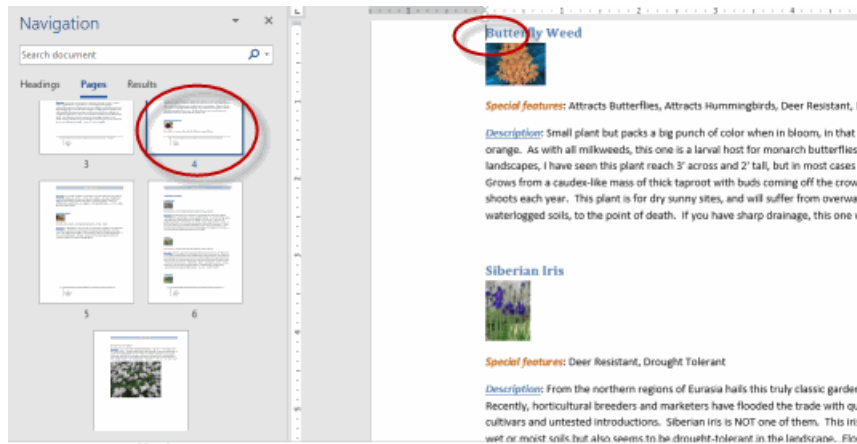 Navigation
Search document
Headings Pages Results
3 4
5 6
Butterfly Weed
Special features: Attracts Butterflies, Attracts Hummingbirds, Deer Resistant,
Description: Small plant but packs a big punch of color when in bloom, in that
orange. As with all milkweeds, this one is a larval host for monarch butterflies
landscapes, I have seen this plant reach 3' across and 2' tall, but in most cases
Grows from a caudex-like mass of thick taproot with buds coming off the crow
shoots each year. This plant is for dry sunny sites, and will suffer from overwa
waterlogged soils, to the point of death. If you have sharp drainage, this one
Siberian Iris
Special features: Deer Resistant, Drought Tolerant
Description: From the northern regions of Eurasia hails this truly classic garde
Recently, horticultural breeders and marketers have flooded the trade with qu
cultivars and untested introductions. Siberian iris is NOT one of them. This iri
wet or moist soils but also seems to be drought-tolerant in the landscape. Flo